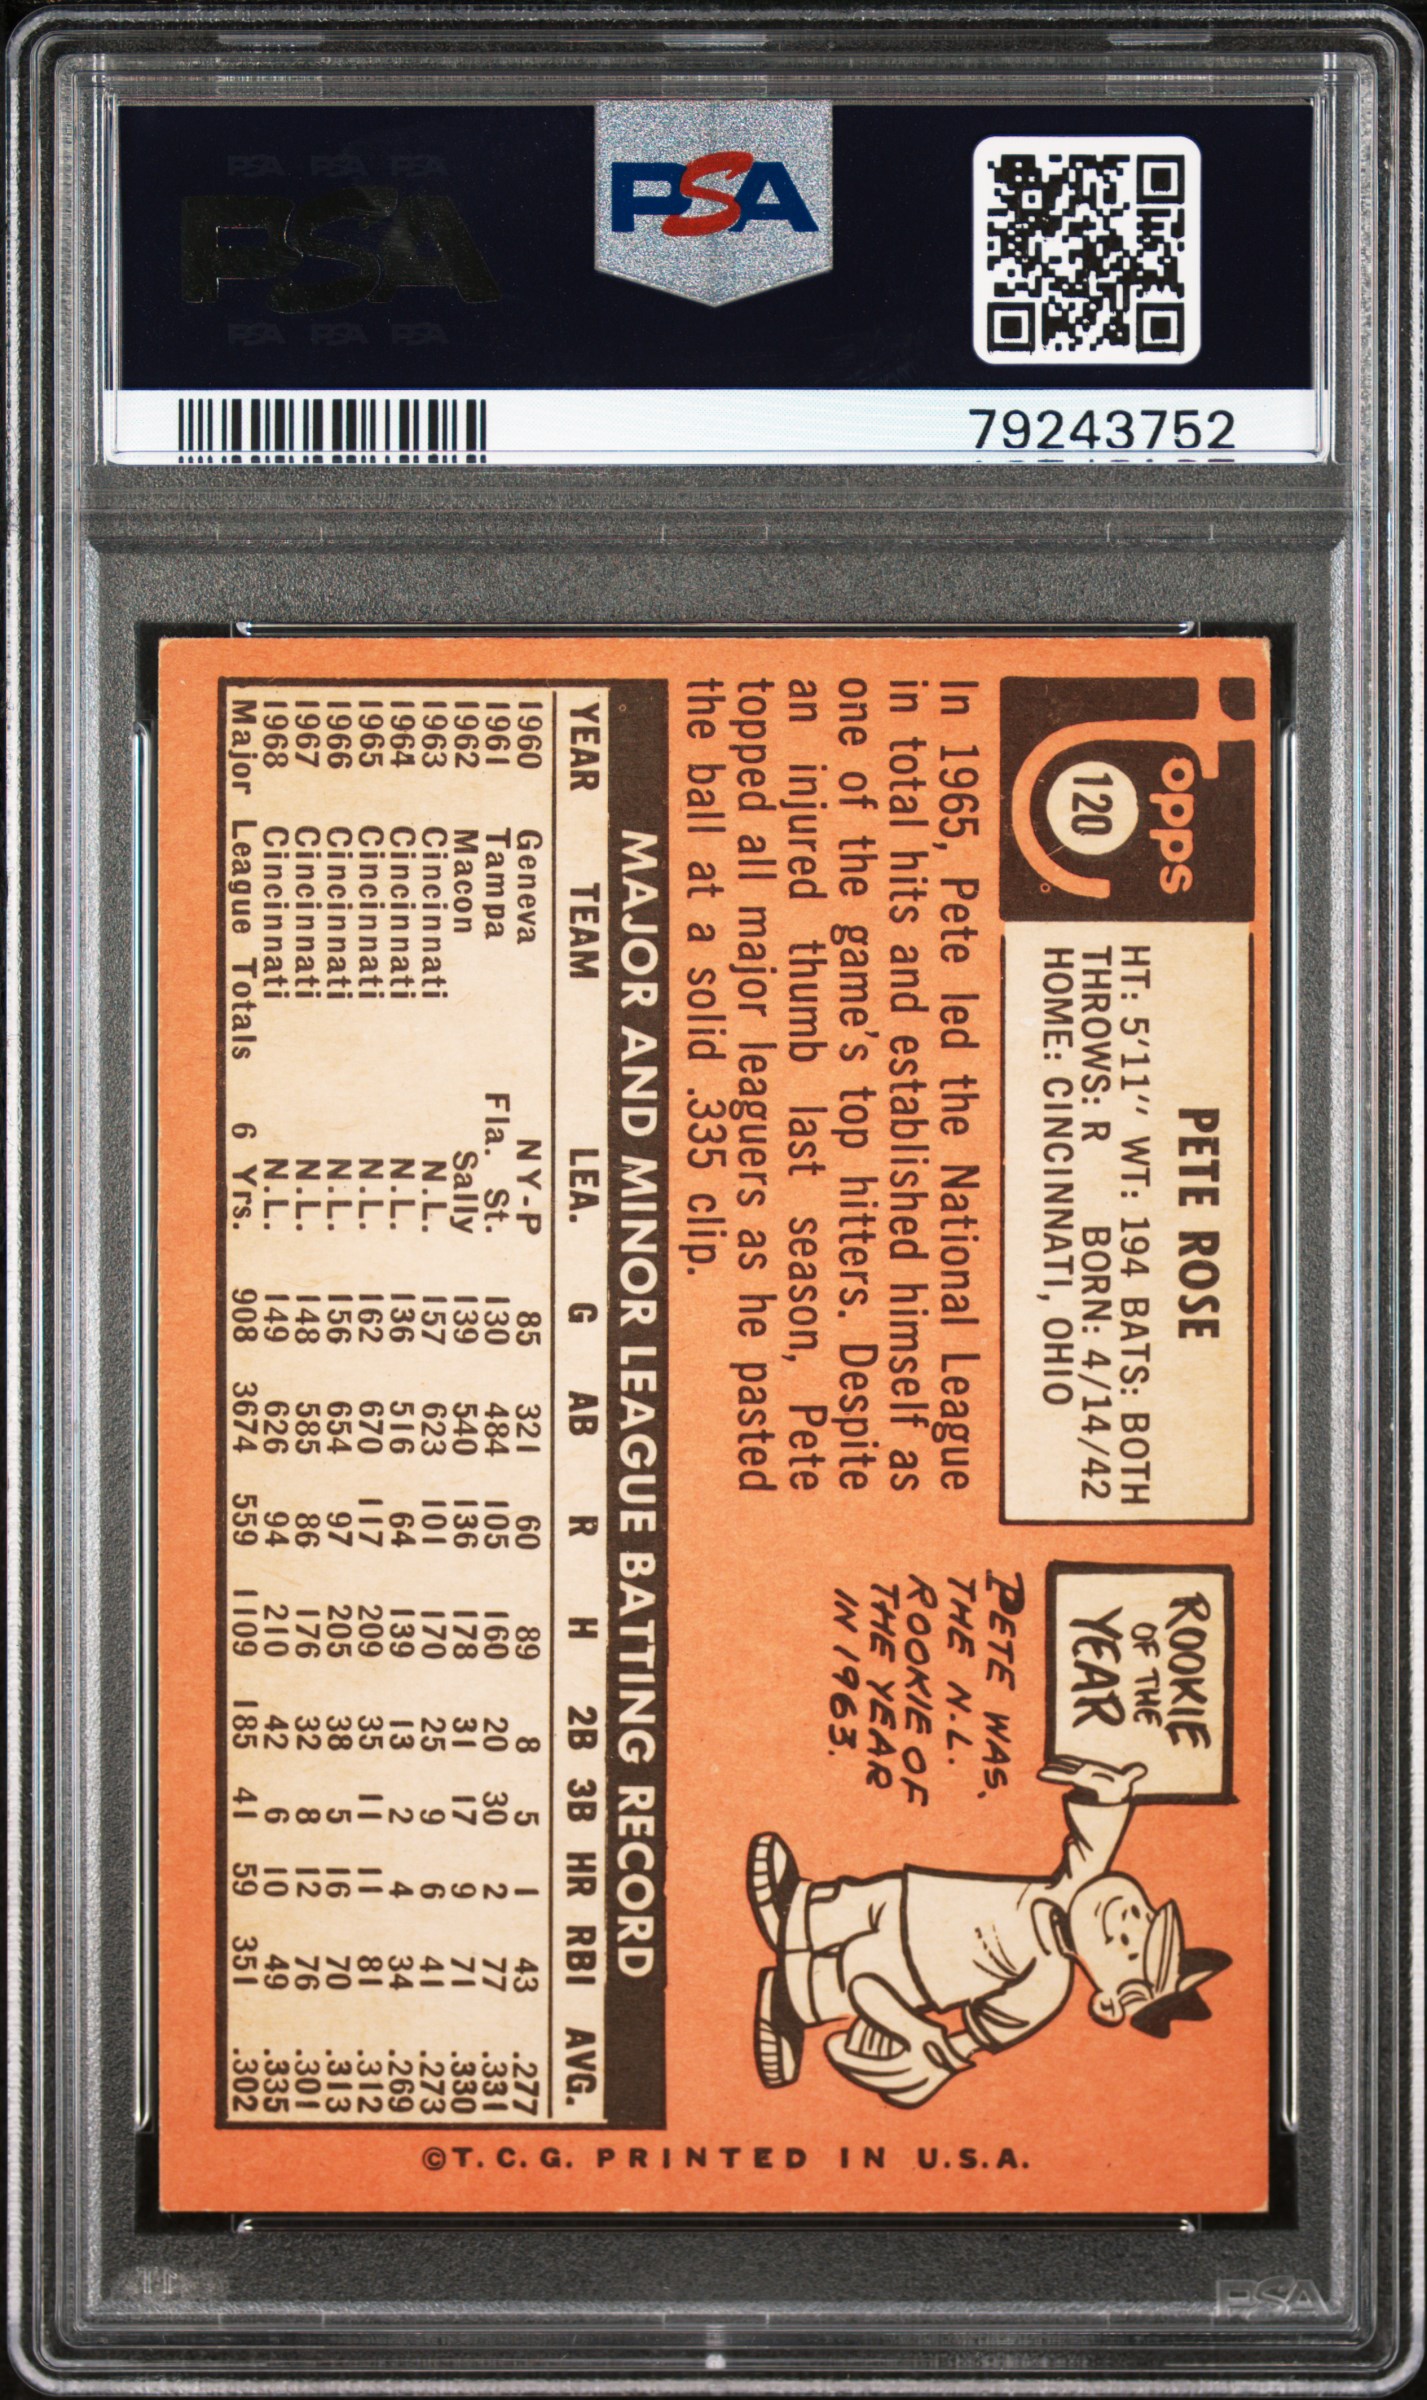 PSA PSA PSA
PSA
PSA PSA PSA
PSA
79243752
Topps
120
PETE ROSE
HT: 5'11" WT: 194 BATS: BOTH
THROWS: R BORN: 4/14/42
HOME: CINCINNATI, OHIO
In 1965, Pete led the National League
in total hits and established himself as
one of the game's top hitters. Despite
an injured thumb last season, Pete
topped all major leaguers as he pasted
the ball at a solid .335 clip.
ROOKIE
OF THE
YEAR
PETE WAS.
THE N.L.
ROOKIE OF
THE YEAR
IN 1963.
MAJOR AND MINOR LEAGUE BATTING RECORD
YEAR TEAM LEA. G AB R H 2B 3B HR RBI AVG.
1960 Geneva NY-P 85 321 60 89 8 5 1 43 .277
1961 Tampa Fla. St. 130 484 105 160 20 30 2 77 .331
1962 Macon Sally 139 540 136 178 31 17 9 71 .330
1963 Cincinnati N.L. 157 623 101 170 25 9 6 41 .273
1964 Cincinnati N.L. 136 516 64 139 13 2 4 34 .269
1965 Cincinnati N.L. 162 670 117 209 35 11 11 81 .312
1966 Cincinnati N.L. 156 654 97 205 38 5 16 70 .313
1967 Cincinnati N.L. 148 585 86 176 32 8 12 76 .301
1968 Cincinnati N.L. 149 626 94 210 42 6 10 49 .335
Major League Totals 6 Yrs. 908 3674 559 1109 185 41 59 351 .302
©T.C.G. PRINTED IN U.S.A.
PSA